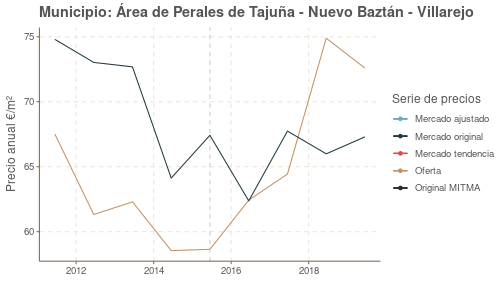 Municipio: Área de Perales de Tajuña - Nuevo Baztán - Villarejo
Precio anual €/m²
75
70
65
60
2012
2014
2016
2018
Serie de precios
Mercado ajustado
Mercado original
Mercado tendencia
Oferta
Original MITMA